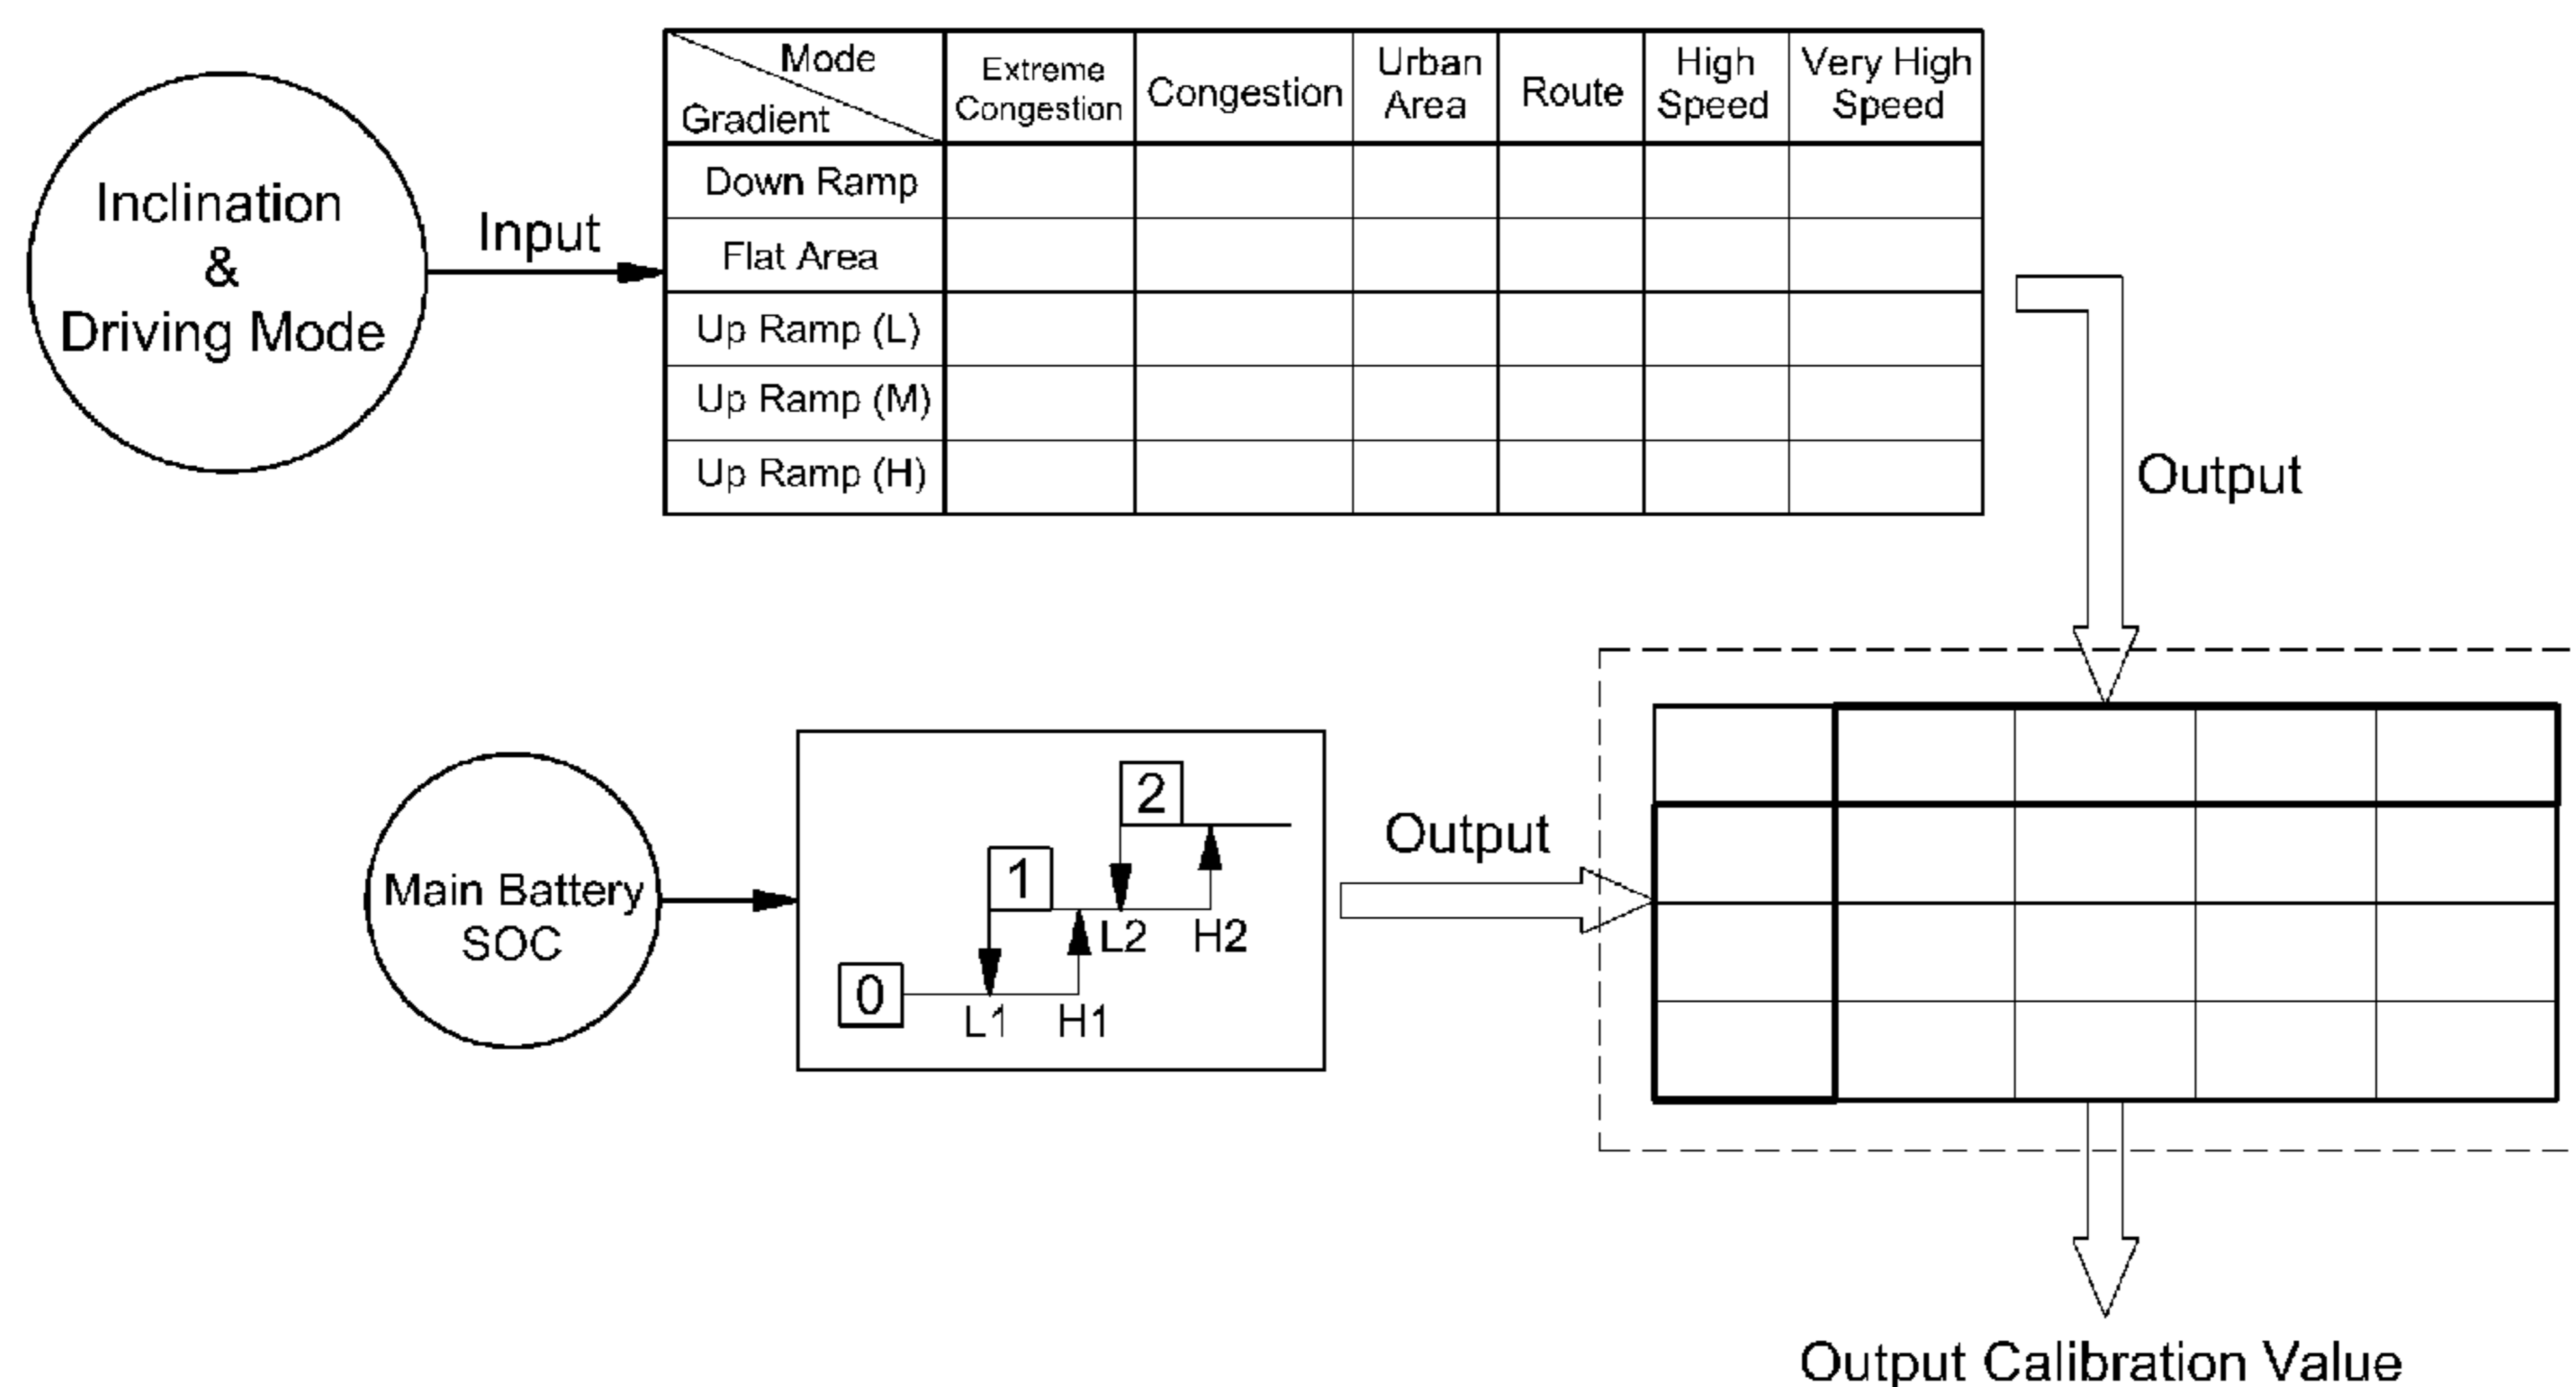 Inclination
&
Driving Mode
Input
Mode
Gradient
Extreme
Congestion
Congestion
Urban
Area
Route
High
Speed
Very High
Speed
Down Ramp
Flat Area
Up Ramp (L)
Up Ramp (M)
Up Ramp (H)
Output
Main Battery
SOC
2
1
L2 H2
0
L1 H1
Output
Output Calibration Value